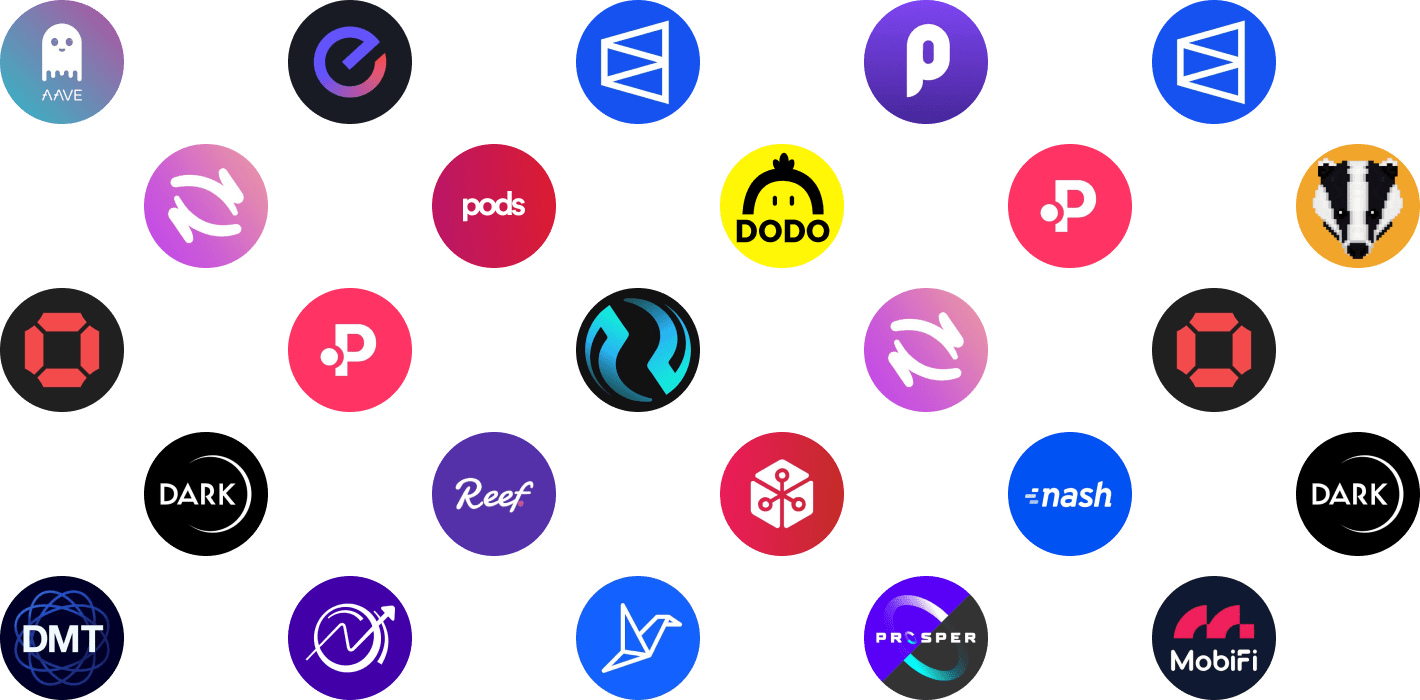 AAVE
pods
DODO
DARK
Reef
nash
DARK
DMT
PROSPER
MobiFi